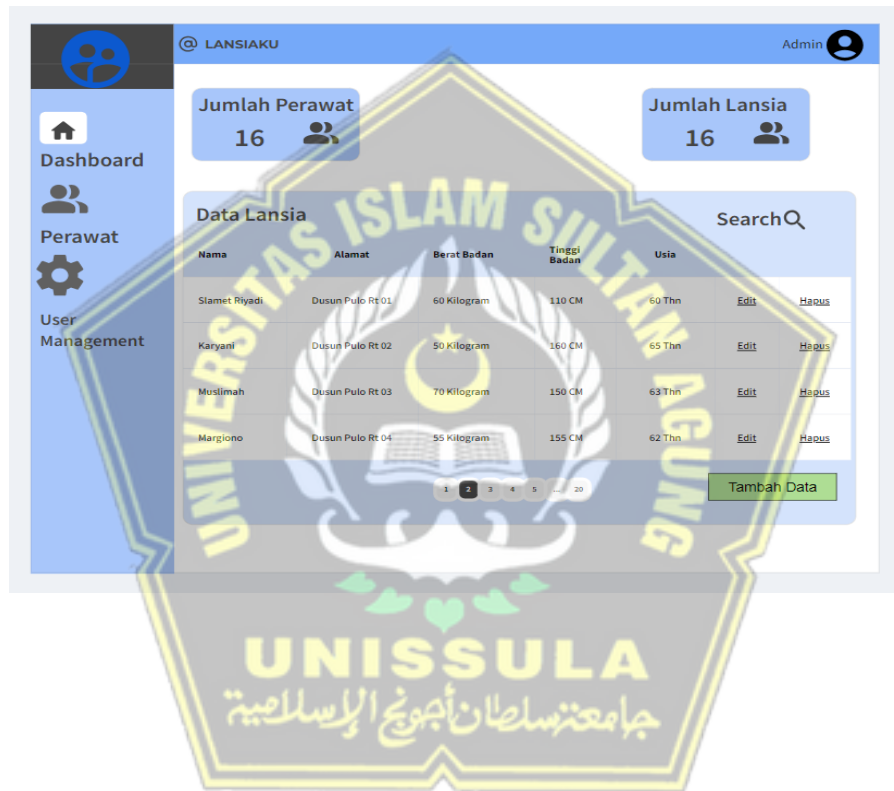 @ LANSIAKU
Admin
Jumlah Perawat
16
Jumlah Lansia
16
Dashboard
Perawat
User
Management
Data Lansia
Search
Nama Alamat Berat Badan Tinggi Badan Usia
Slamet Riyadi Dusun Pulo Rt 01 60 Kilogram 110 CM 60 Thn Edit Hapus
Karyani Dusun Pulo Rt 02 50 Kilogram 160 CM 65 Thn Edit Hapus
Muslimah Dusun Pulo Rt 03 70 Kilogram 150 CM 63 Thn Edit Hapus
Margiono Dusun Pulo Rt 04 55 Kilogram 155 CM 62 Thn Edit Hapus
1 2 3 4 5 ... 20
Tambah Data
UNIVERSITAS ISLAM SULTAN AGUNG
UNISSULA
جامعة سلطان أجونج الإسلامية